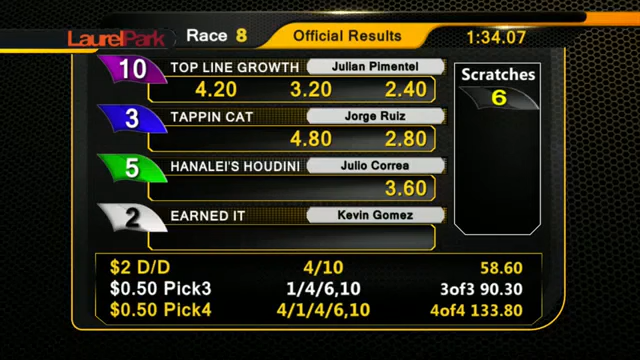 LaurelPark Race 8 Official Results 1:34.07
10 TOP LINE GROWTH Julian Pimentel
4.20 3.20 2.40
3 TAPPIN CAT Jorge Ruiz
4.80 2.80
5 HANALEI'S HOUDINI Julio Correa
3.60
2 EARNED IT Kevin Gomez
Scratches
6
$2 D/D 4/10 58.60
$0.50 Pick3 1/4/6,10 3of3 90.30
$0.50 Pick4 4/1/4/6,10 4of4 133.80